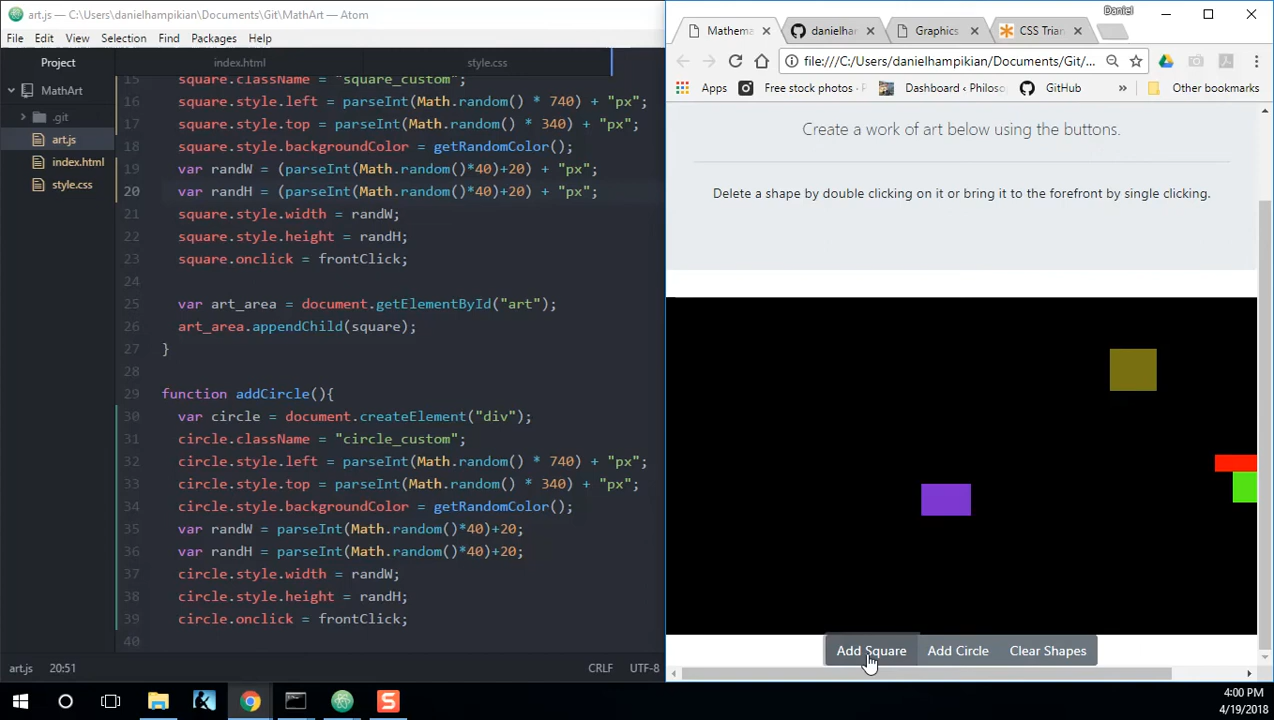 art.js — C:\Users\danielhampikian\Documents\Git\MathArt — Atom
File Edit View Selection Find Packages Help
Project
index.html
style.css
MathArt
.git
art.js
index.html
style.css
15 square.className = "square_custom";
16 square.style.left = parseInt(Math.random() * 740) + "px";
17 square.style.top = parseInt(Math.random() * 340) + "px";
18 square.style.backgroundColor = getRandomColor();
19 var randW = (parseInt(Math.random()*40)+20) + "px";
20 var randH = (parseInt(Math.random()*40)+20) + "px";
21 square.style.width = randW;
22 square.style.height = randH;
23 square.onclick = frontClick;
24
25 var art_area = document.getElementById("art");
26 art_area.appendChild(square);
27 }
28
29 function addCircle(){
30 var circle = document.createElement("div");
31 circle.className = "circle_custom";
32 circle.style.left = parseInt(Math.random() * 740) + "px";
33 circle.style.top = parseInt(Math.random() * 340) + "px";
34 circle.style.backgroundColor = getRandomColor();
35 var randW = parseInt(Math.random()*40)+20;
36 var randH = parseInt(Math.random()*40)+20;
37 circle.style.width = randW;
38 circle.style.height = randH;
39 circle.onclick = frontClick;
40
art.js 20:51 CRLF UTF-8
Daniel
Mathema
danielhar
Graphics
CSS Trian
file:///C:/Users/danielhampikian/Documents/Git/
Apps Free stock photos - Dashboard ‹ Philos GitHub » Other bookmarks
Create a work of art below using the buttons.
Delete a shape by double clicking on it or bring it to the forefront by single clicking.
Add Square Add Circle Clear Shapes
4:00 PM
4/19/2018